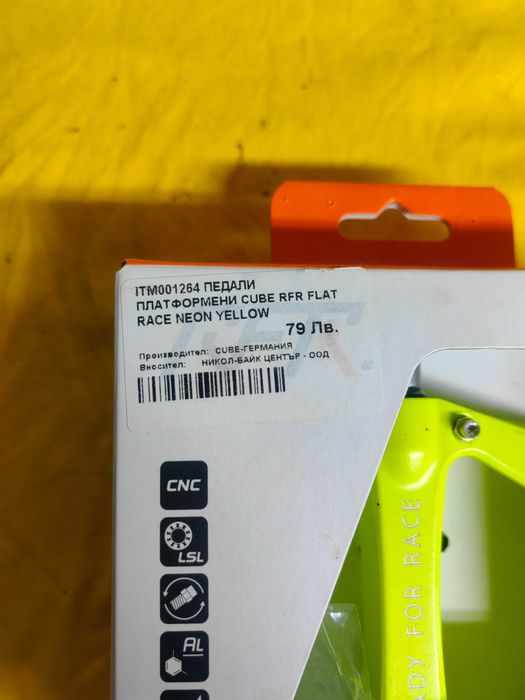 ITM001264 ПЕДАЛИ
ПЛАТФОРМЕНИ CUBE RFR FLAT
RACE NEON YELLOW
79 Лв.
Производител: CUBE-ГЕРМАНИЯ
Вносител: НИКОЛ-БАЙК ЦЕНТЪР - ООД
CNC
LSL
AL
DY FOR RACE